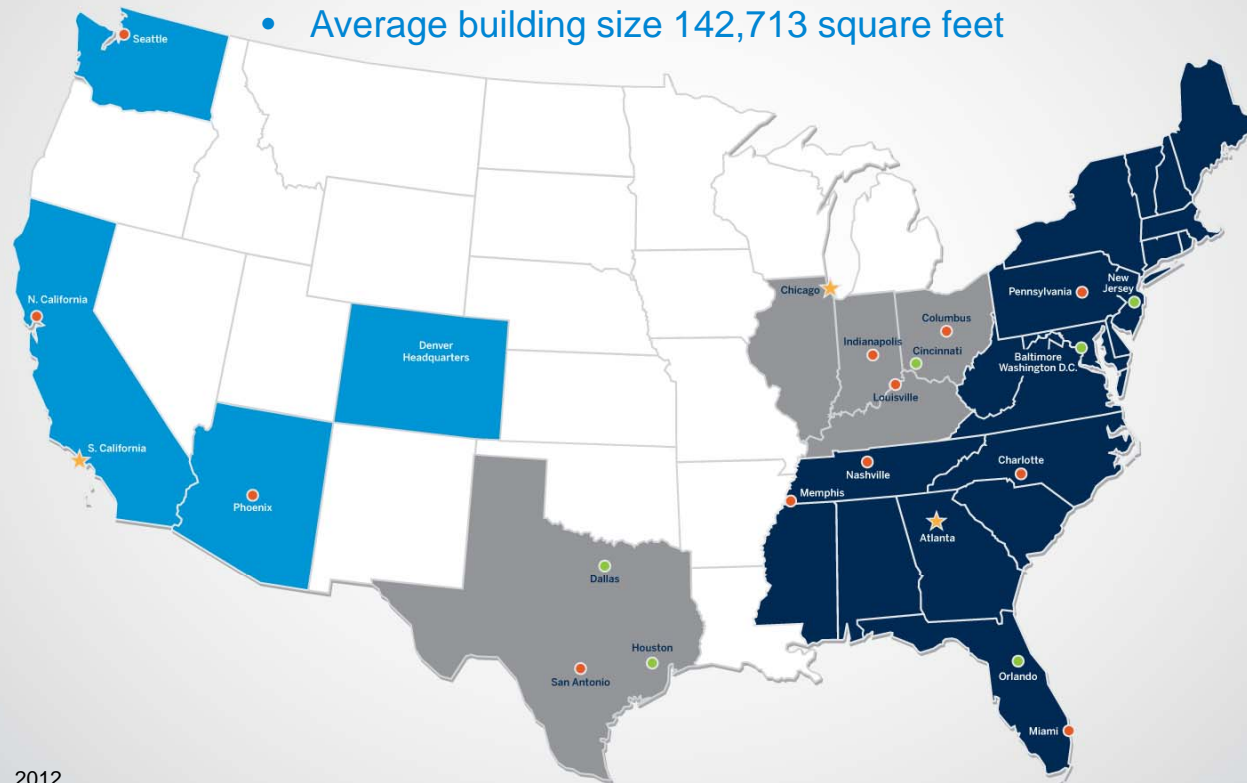 • Average building size 142,713 square feet
Seattle
N. California
Denver
Headquarters
S. California
Phoenix
Chicago
Columbus
Indianapolis
Cincinnati
Louisville
Pennsylvania
New
Jersey
Baltimore
Washington D.C.
Nashville
Charlotte
Memphis
Atlanta
Dallas
Houston
San Antonio
Orlando
Miami
2012